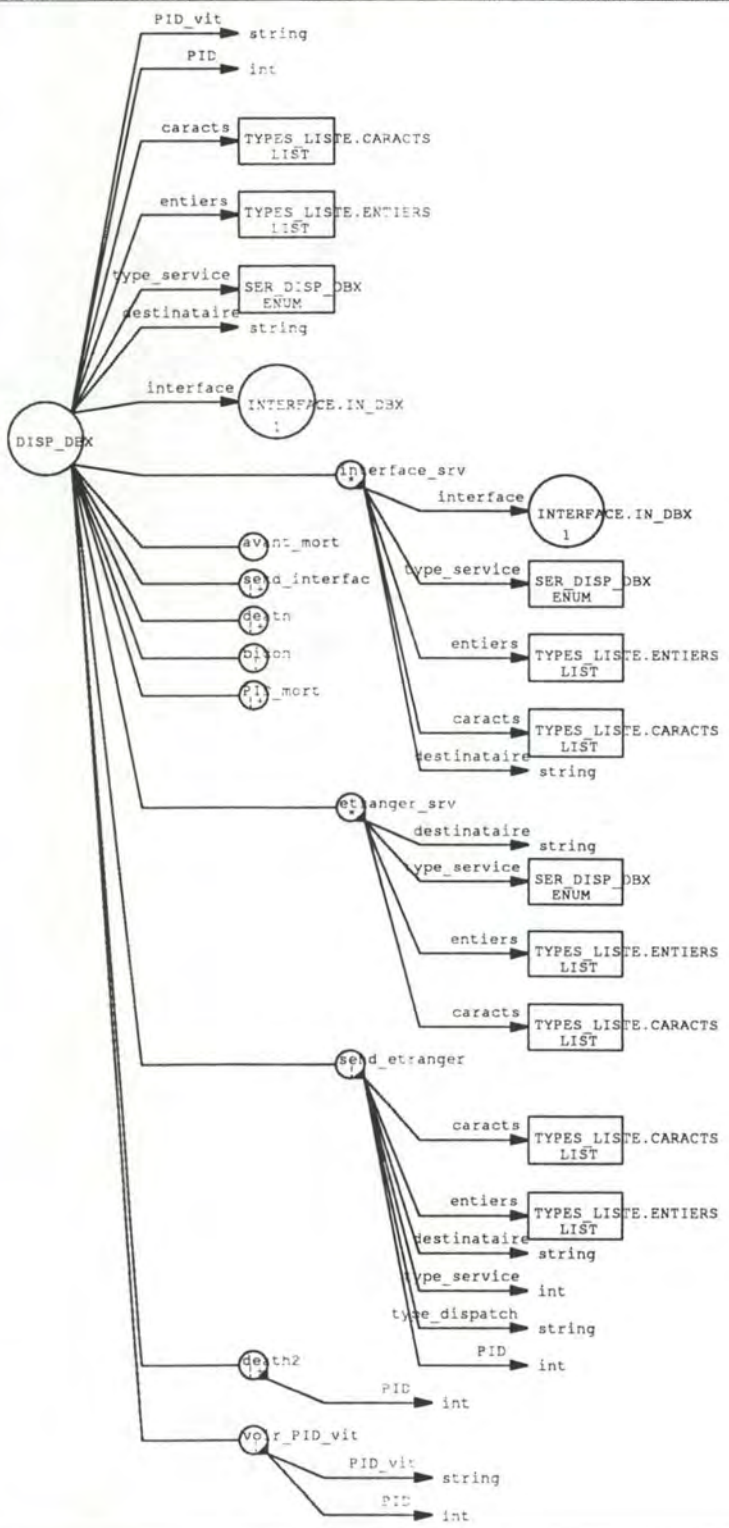 PID_vit
string
PID
int
caracts
TYPES_LISTE.CARACTS
LIST
entiers
TYPES_LISTE.ENTIERS
LIST
type_service
SER_DISP_DBX
ENUM
destinataire
string
interface
INTERFACE.IN_DBX
1
DISP_DBX
interface_srv
*
interface
INTERFACE.IN_DBX
1
avant_mort
type_service
SER_DISP_DBX
ENUM
send_interfac
death
entiers
TYPES_LISTE.ENTIERS
LIST
bison
PIF_mort
caracts
TYPES_LISTE.CARACTS
LIST
destinataire
string
etranger_srv
*
destinataire
string
type_service
SER_DISP_DBX
ENUM
entiers
TYPES_LISTE.ENTIERS
LIST
caracts
TYPES_LISTE.CARACTS
LIST
send_etranger
caracts
TYPES_LISTE.CARACTS
LIST
entiers
TYPES_LISTE.ENTIERS
LIST
destinataire
string
type_service
int
type_dispatch
string
PID
int
death2
PID
int
voir_PID_vit
PID_vit
string
PID
int